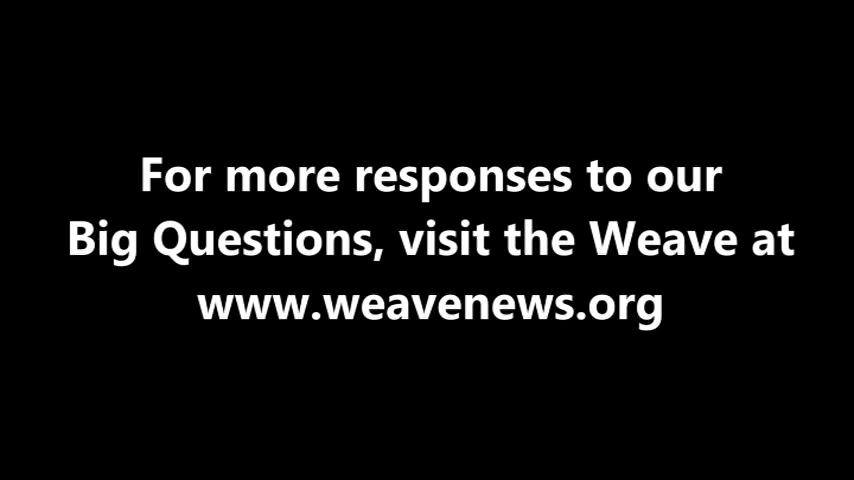 For more responses to our
Big Questions, visit the Weave at
www.weavenews.org